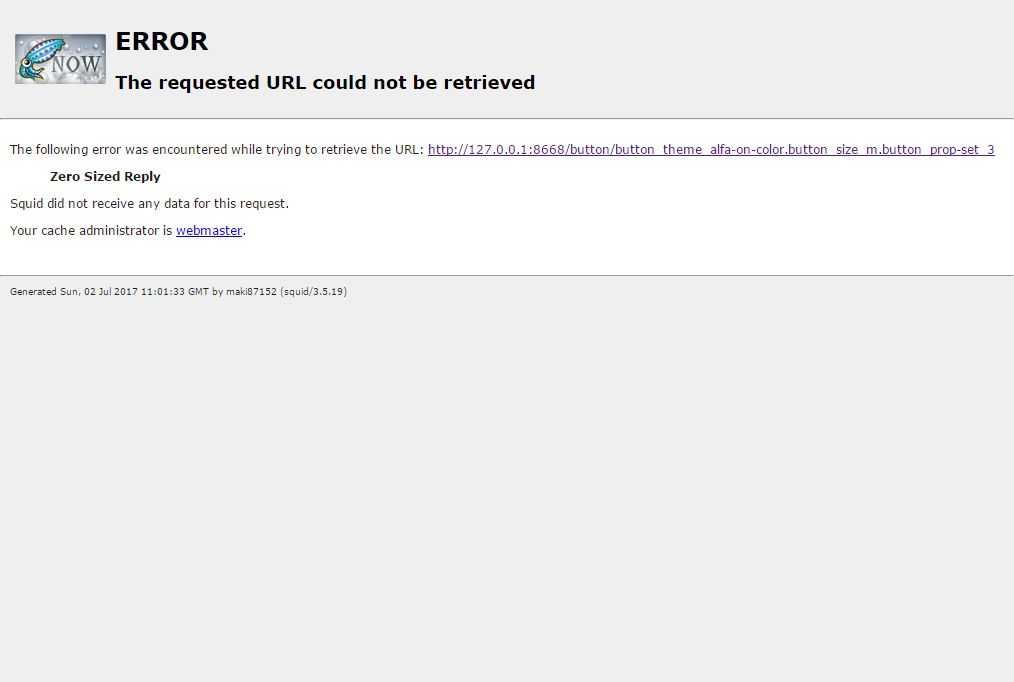 NOW
ERROR
The requested URL could not be retrieved
The following error was encountered while trying to retrieve the URL: http://127.0.0.1:8668/button/button_theme_alfa-on-color.button_size_m.button_prop-set_3
Zero Sized Reply
Squid did not receive any data for this request.
Your cache administrator is webmaster.
Generated Sun, 02 Jul 2017 11:01:33 GMT by maki87152 (squid/3.5.19)